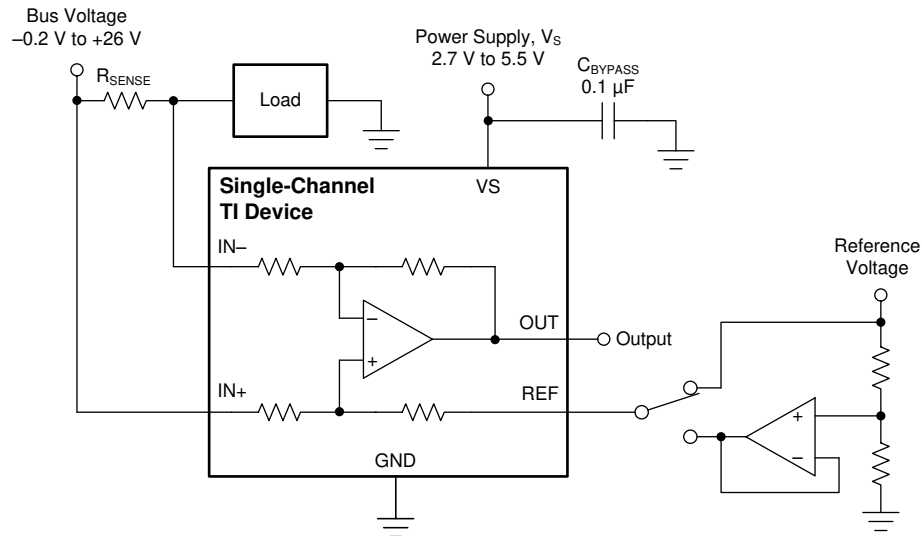 Bus Voltage
–0.2 V to +26 V
R_SENSE
Load
Power Supply, V_S
2.7 V to 5.5 V
C_BYPASS
0.1 µF
Single-Channel
TI Device
VS
IN–
–
+
OUT
Output
IN+
REF
GND
Reference
Voltage
+
–